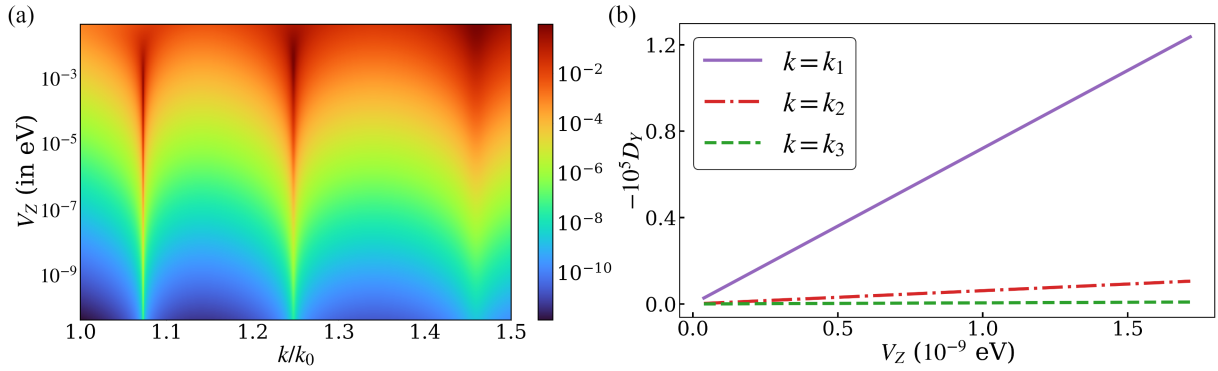 (a)
V_Z (in eV)
10^{-3}
10^{-5}
10^{-7}
10^{-9}
1.0 1.1 1.2 1.3 1.4 1.5
k/k_0
10^{-2}
10^{-4}
10^{-6}
10^{-8}
10^{-10}
(b)
−10^5 D_Y
1.2
0.8
0.4
0.0
k = k_1
k = k_2
k = k_3
0.0 0.5 1.0 1.5
V_Z (10^{-9} eV)